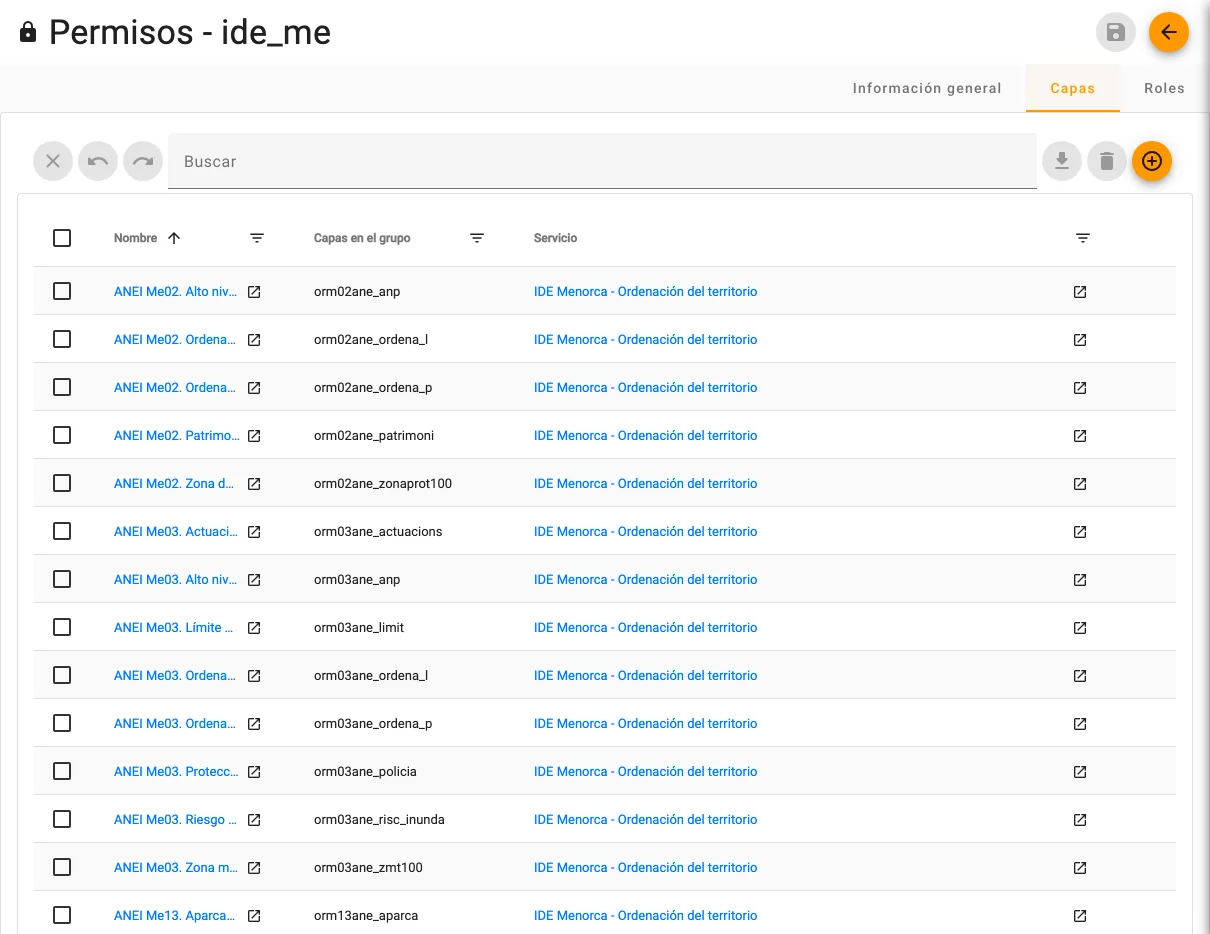 Permisos - ide_me
Información general Capas Roles
Buscar
Nombre Capas en el grupo Servicio
ANEI Me02. Alto niv... orm02ane_anp IDE Menorca - Ordenación del territorio
ANEI Me02. Ordena... orm02ane_ordena_l IDE Menorca - Ordenación del territorio
ANEI Me02. Ordena... orm02ane_ordena_p IDE Menorca - Ordenación del territorio
ANEI Me02. Patrimo... orm02ane_patrimoni IDE Menorca - Ordenación del territorio
ANEI Me02. Zona d... orm02ane_zonaprot100 IDE Menorca - Ordenación del territorio
ANEI Me03. Actuaci... orm03ane_actuacions IDE Menorca - Ordenación del territorio
ANEI Me03. Alto niv... orm03ane_anp IDE Menorca - Ordenación del territorio
ANEI Me03. Límite ... orm03ane_limit IDE Menorca - Ordenación del territorio
ANEI Me03. Ordena... orm03ane_ordena_l IDE Menorca - Ordenación del territorio
ANEI Me03. Ordena... orm03ane_ordena_p IDE Menorca - Ordenación del territorio
ANEI Me03. Protecc... orm03ane_policia IDE Menorca - Ordenación del territorio
ANEI Me03. Riesgo ... orm03ane_risc_inunda IDE Menorca - Ordenación del territorio
ANEI Me03. Zona m... orm03ane_zmt100 IDE Menorca - Ordenación del territorio
ANEI Me13. Aparca... orm13ane_aparca IDE Menorca - Ordenación del territorio